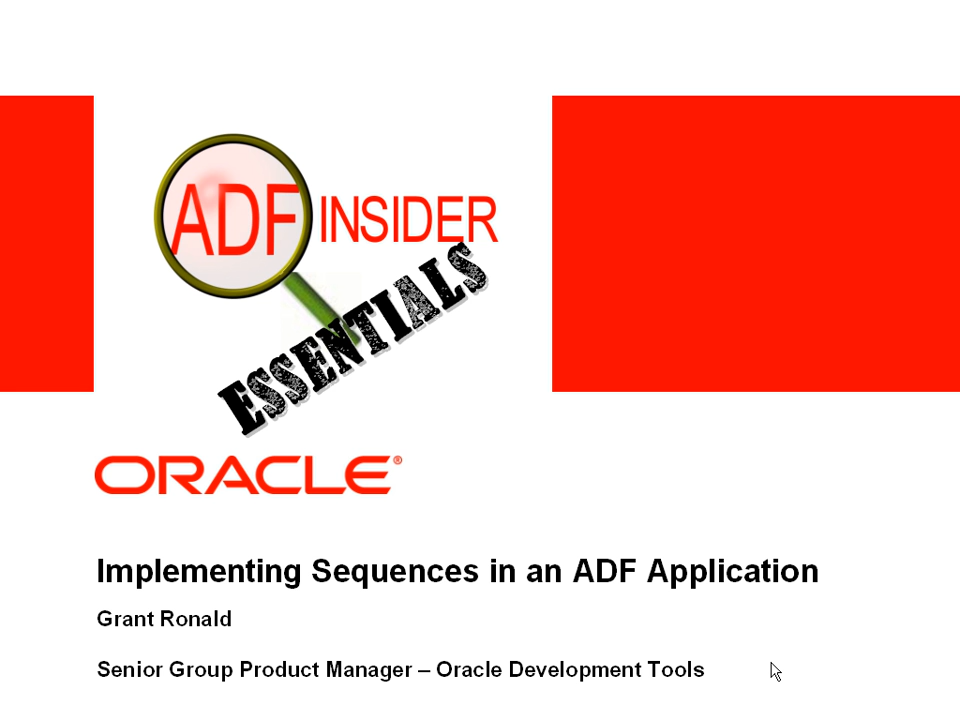 ADF INSIDER
ESSENTIALS
ORACLE®
Implementing Sequences in an ADF Application
Grant Ronald
Senior Group Product Manager – Oracle Development Tools